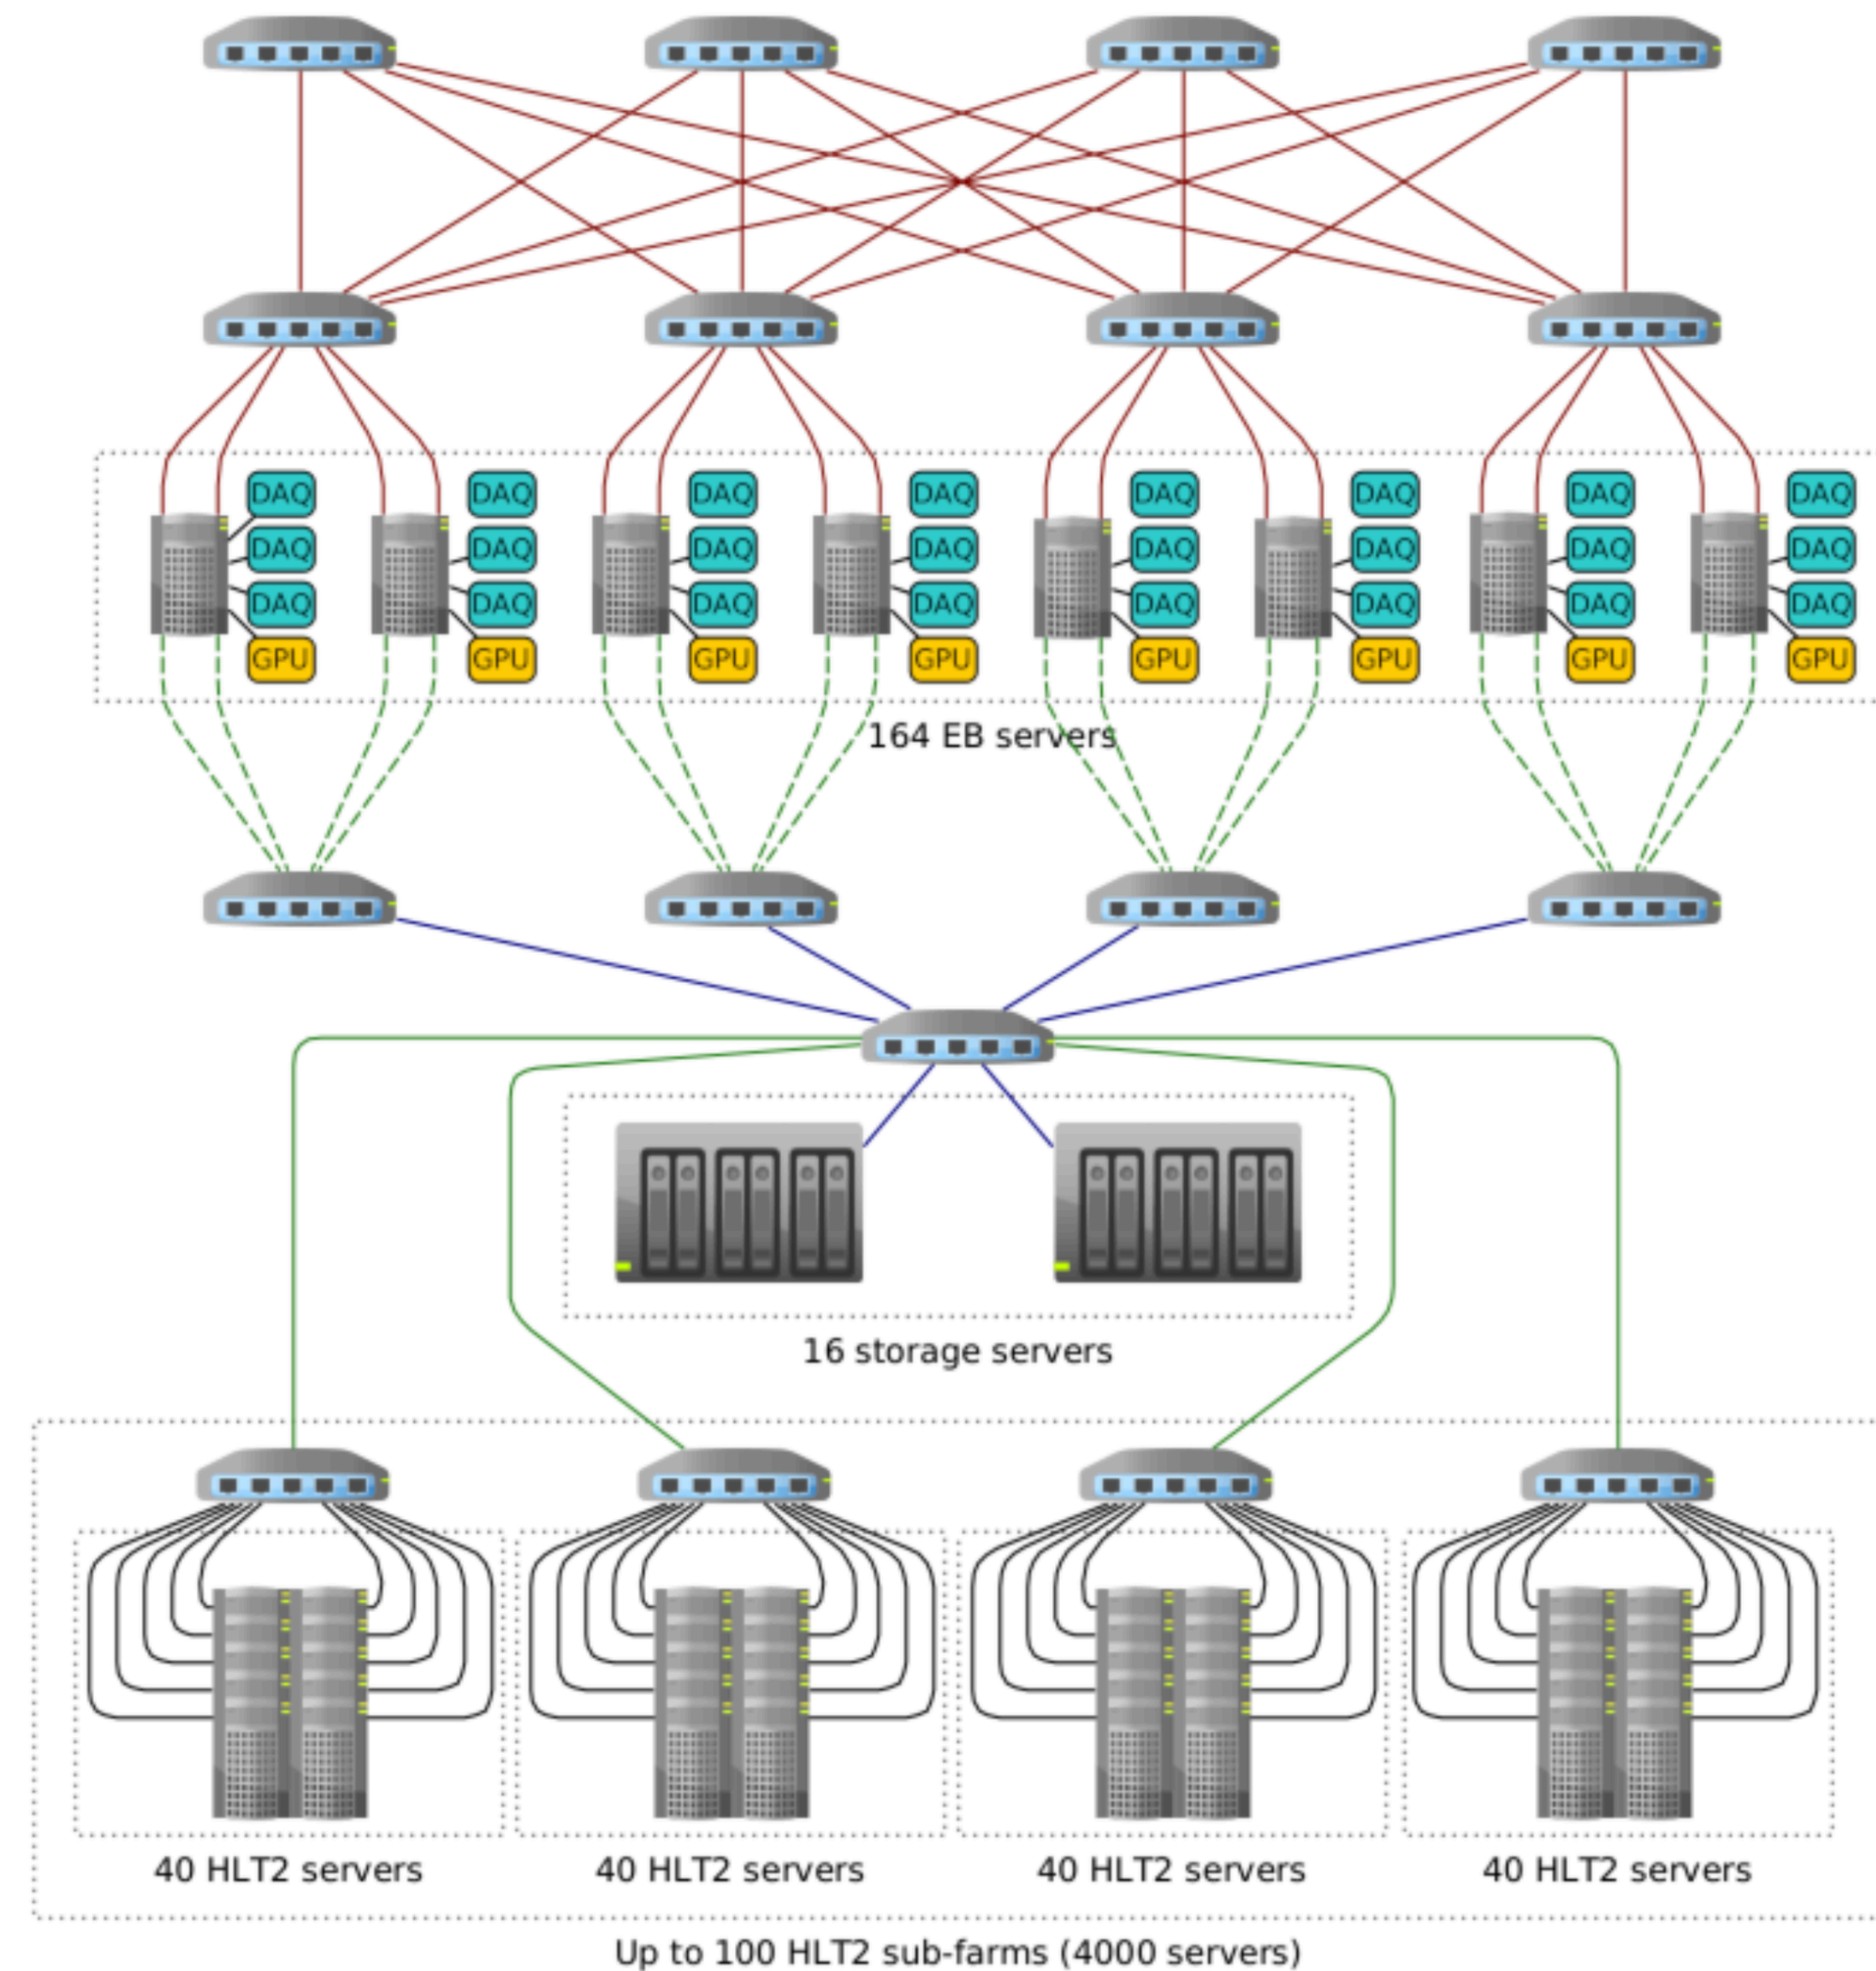 DAQ DAQ DAQ DAQ DAQ DAQ DAQ DAQ
DAQ DAQ DAQ DAQ DAQ DAQ DAQ DAQ
DAQ DAQ DAQ DAQ DAQ DAQ DAQ DAQ
GPU GPU GPU GPU GPU GPU GPU GPU
164 EB servers
16 storage servers
40 HLT2 servers 40 HLT2 servers 40 HLT2 servers 40 HLT2 servers
Up to 100 HLT2 sub-farms (4000 servers)